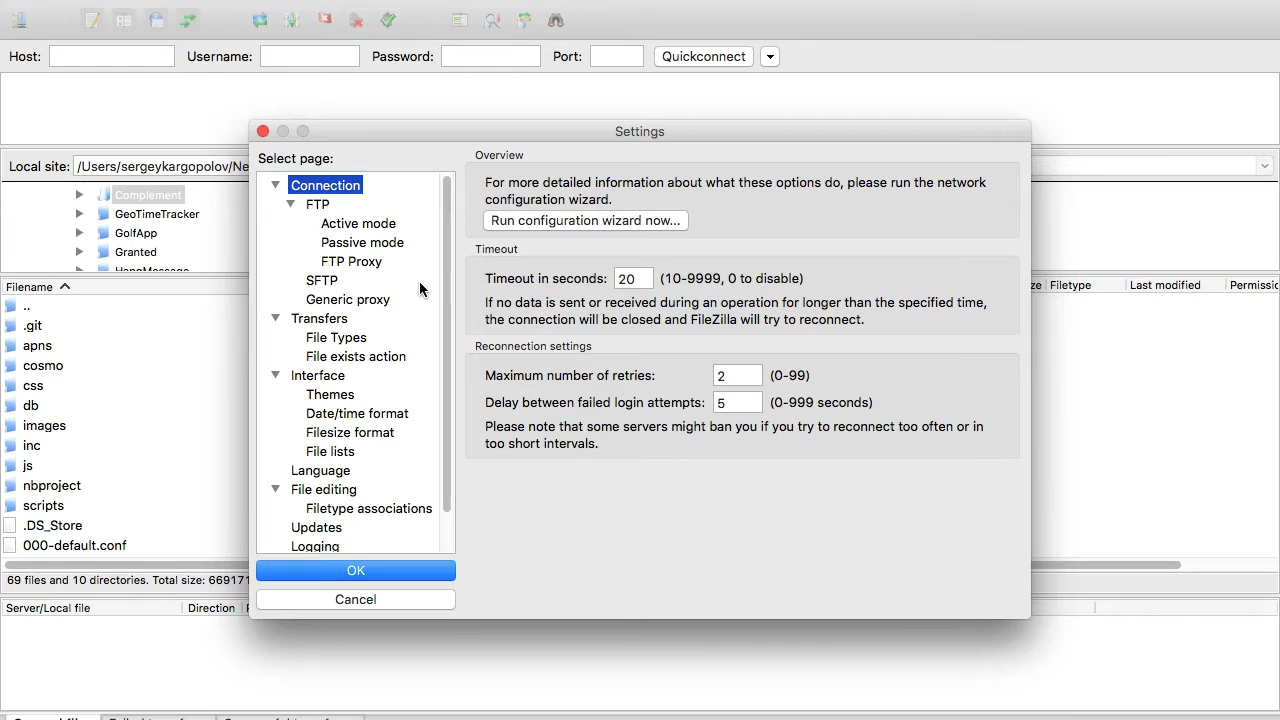 Host:
Username:
Password:
Port:
Quickconnect
Settings
Local site:
/Users/sergeykargopolov/Ne
Complement
GeoTimeTracker
GolfApp
Granted
HangMessage
Filename
..
.git
apns
cosmo
css
db
images
inc
js
nbproject
scripts
.DS_Store
000-default.conf
69 files and 10 directories. Total size: 669171
Server/Local file
Direction
Select page:
Connection
FTP
Active mode
Passive mode
FTP Proxy
SFTP
Generic proxy
Transfers
File Types
File exists action
Interface
Themes
Date/time format
Filesize format
File lists
Language
File editing
Filetype associations
Updates
Logging
OK
Cancel
Overview
For more detailed information about what these options do, please run the network
configuration wizard.
Run configuration wizard now...
Timeout
Timeout in seconds: 20 (10-9999, 0 to disable)
If no data is sent or received during an operation for longer than the specified time,
the connection will be closed and FileZilla will try to reconnect.
Reconnection settings
Maximum number of retries: 2 (0-99)
Delay between failed login attempts: 5 (0-999 seconds)
Please note that some servers might ban you if you try to reconnect too often or in
too short intervals.
ze
Filetype
Last modified
Permissic